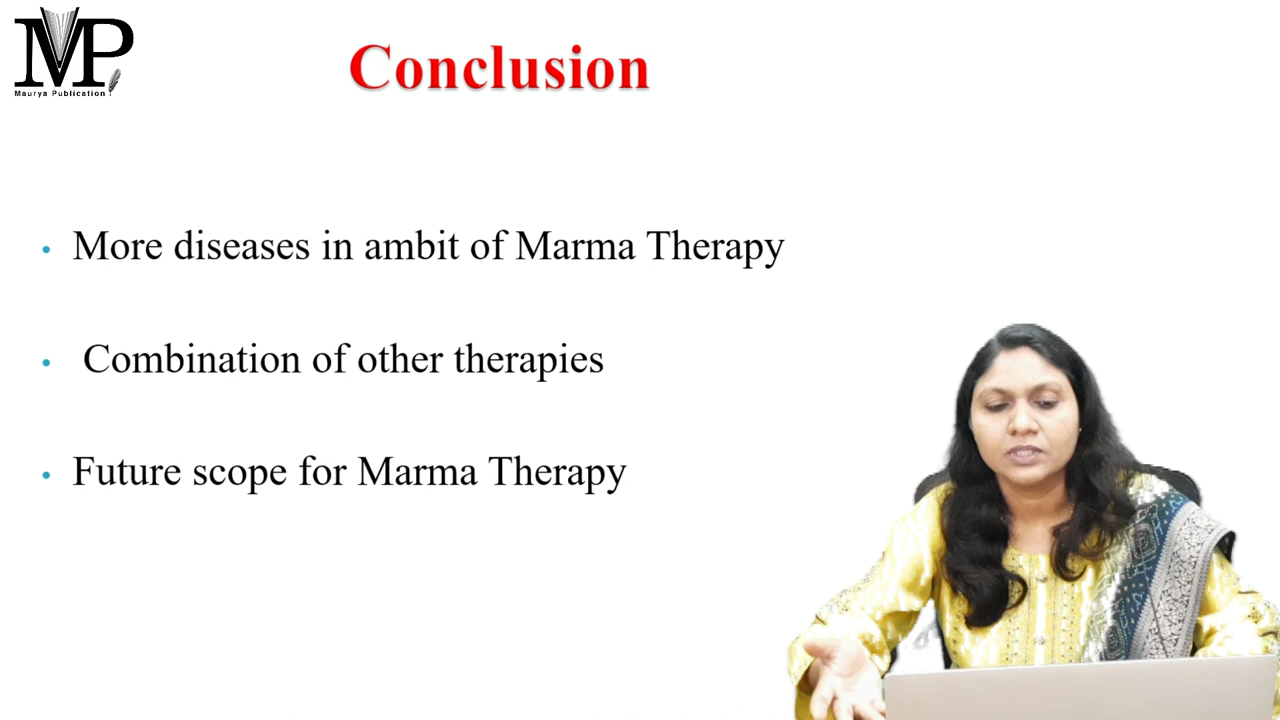 MP
Maurya Publication
Conclusion
• More diseases in ambit of Marma Therapy
• Combination of other therapies
• Future scope for Marma Therapy